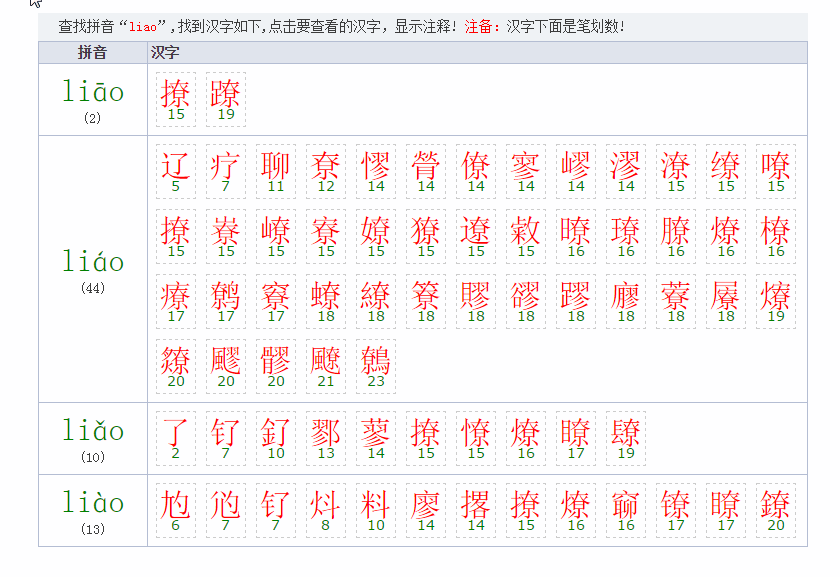 查找拼音“liao”,找到汉字如下,点击要查看的汉字，显示注释! 注备: 汉字下面是笔划数!
拼音 汉字
liāo 撩 蹽
(2) 15 19
辽 疗 聊 尞 憀 膋 僚 寥 嵺 漻 潦 缭 嘹
5 7 11 12 14 14 14 14 14 14 15 15 15
撩 嶚 嶛 寮 嫽 獠 遼 敹 暸 璙 膫 燎 橑
15 15 15 15 15 15 15 15 16 16 16 16 16
liáo
(44)
療 鹩 竂 蟟 繚 簝 賿 豂 蹘 廫 藔 屪 爎
17 17 17 18 18 18 18 18 18 18 18 18 19
爒 飂 髎 飉 鷯
20 20 20 21 23
liǎo 了 钌 釕 鄝 蓼 撩 憭 燎 瞭 镽
(10) 2 7 10 13 14 15 15 16 17 19
liào 尥 尦 钌 炓 料 廖 撂 撩 燎 窷 镣 瞭 鐐
(13) 6 7 7 8 10 14 14 15 16 16 17 17 20